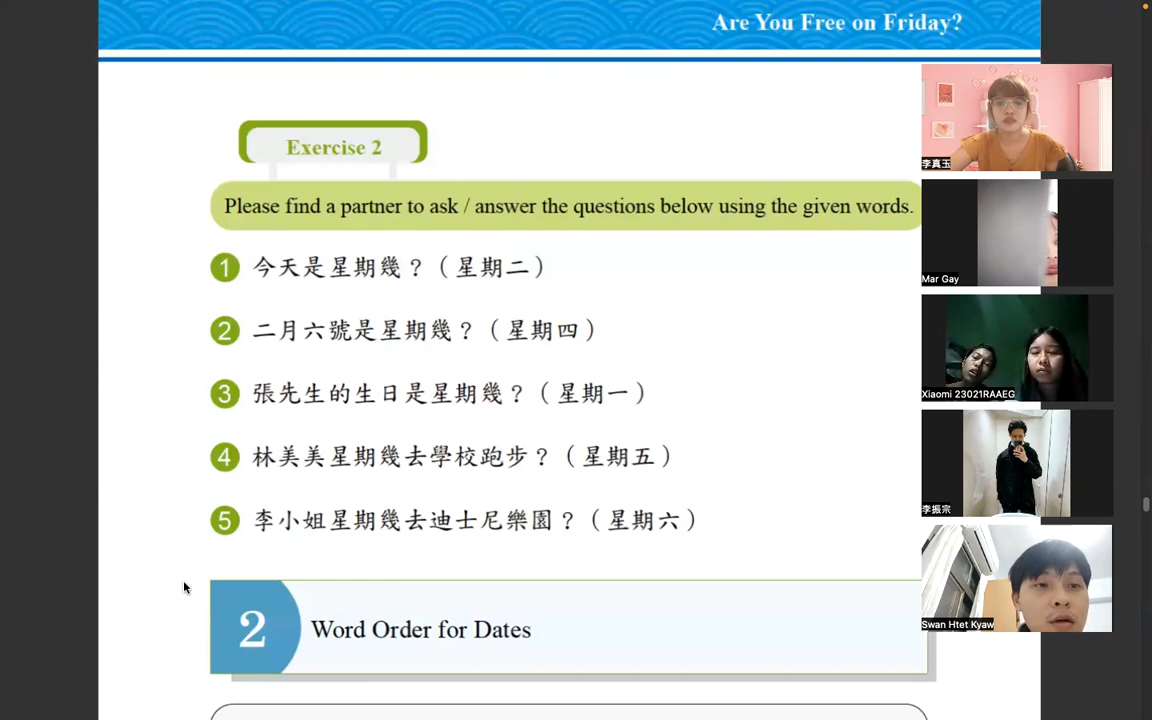 Are You Free on Friday?
Exercise 2
Please find a partner to ask / answer the questions below using the given words.
1 今天是星期幾？（星期二）
2 二月六號是星期幾？（星期四）
3 張先生的生日是星期幾？（星期一）
4 林美美星期幾去學校跑步？（星期五）
5 李小姐星期幾去迪士尼樂園？（星期六）
2 Word Order for Dates
李真玉
Mar Gay
Xiaomi 23021RAAEG
李振宗
Swan Htet Kyaw